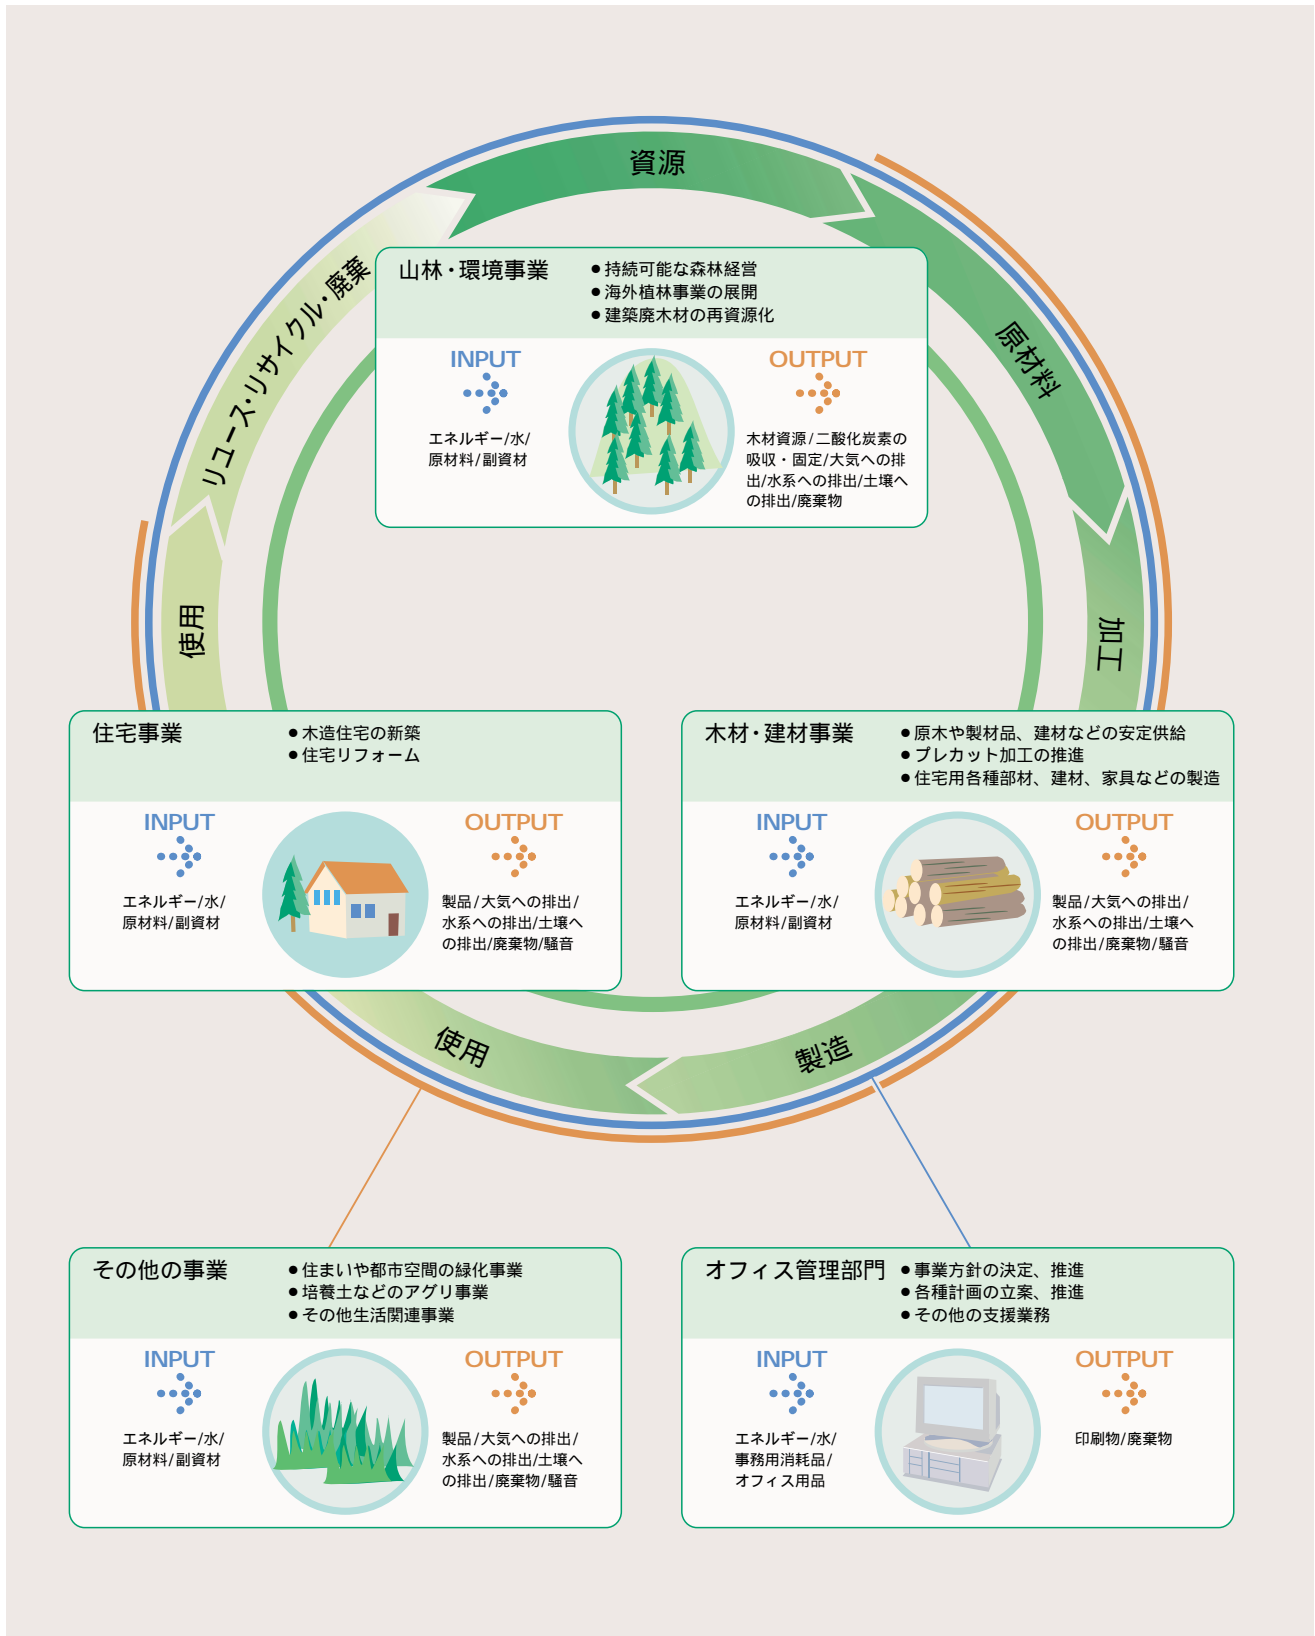 資源
原材料
加工
製造
使用
使用
リユース・リサイクル・廃棄
山林・環境事業
●持続可能な森林経営
●海外植林事業の展開
●建築廃木材の再資源化
INPUT
エネルギー/水/
原材料/副資材
OUTPUT
木材資源/二酸化炭素の
吸収・固定/大気への排
出/水系への排出/土壌へ
の排出/廃棄物
住宅事業
●木造住宅の新築
●住宅リフォーム
INPUT
エネルギー/水/
原材料/副資材
OUTPUT
製品/大気への排出/
水系への排出/土壌へ
の排出/廃棄物/騒音
木材・建材事業
●原木や製材品、建材などの安定供給
●プレカット加工の推進
●住宅用各種部材、建材、家具などの製造
INPUT
エネルギー/水/
原材料/副資材
OUTPUT
製品/大気への排出/
水系への排出/土壌へ
の排出/廃棄物/騒音
その他の事業
●住まいや都市空間の緑化事業
●培養土などのアグリ事業
●その他生活関連事業
INPUT
エネルギー/水/
原材料/副資材
OUTPUT
製品/大気への排出/
水系への排出/土壌へ
の排出/廃棄物/騒音
オフィス管理部門
●事業方針の決定、推進
●各種計画の立案、推進
●その他の支援業務
INPUT
エネルギー/水/
事務用消耗品/
オフィス用品
OUTPUT
印刷物/廃棄物